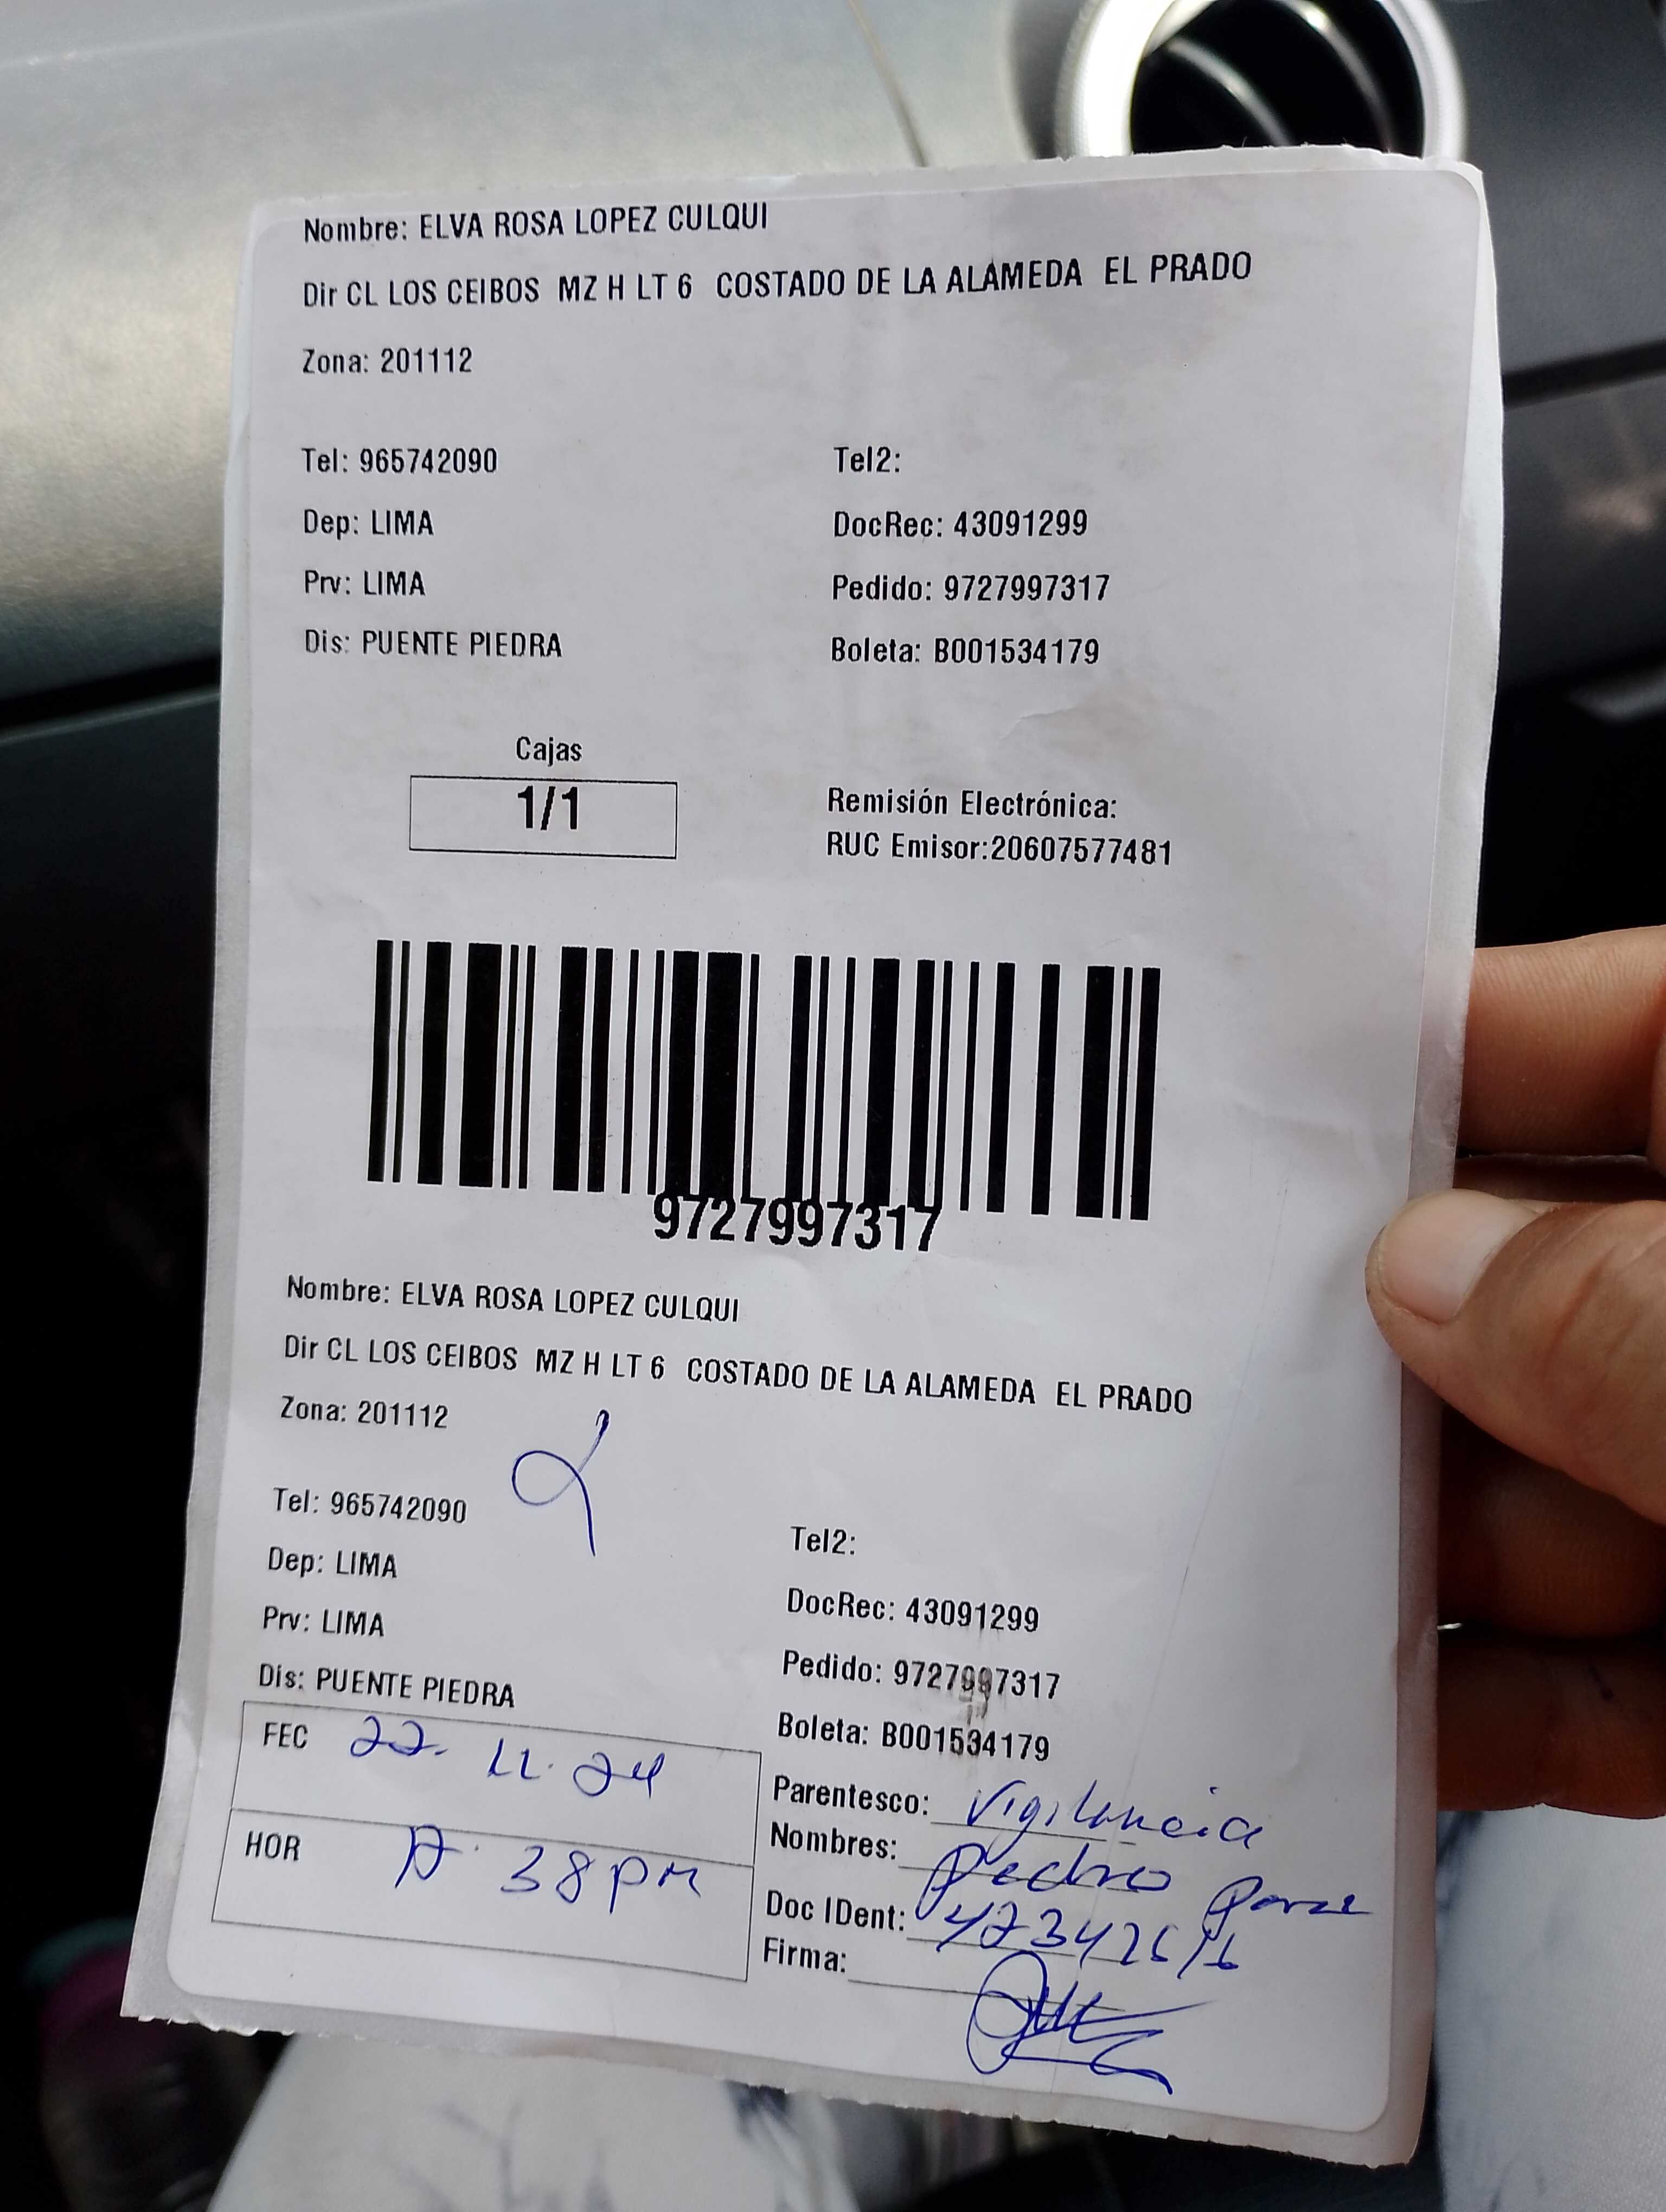 Nombre: ELVA ROSA LOPEZ CULQUI
Dir CL LOS CEIBOS MZ H LT 6 COSTADO DE LA ALAMEDA EL PRADO
Zona: 201112
Tel: 965742090 Tel2:
Dep: LIMA DocRec: 43091299
Prv: LIMA Pedido: 9727997317
Dis: PUENTE PIEDRA Boleta: B001534179
Cajas
1/1
Remisión Electrónica:
RUC Emisor:20607577481
9727997317
Nombre: ELVA ROSA LOPEZ CULQUI
Dir CL LOS CEIBOS MZ H LT 6 COSTADO DE LA ALAMEDA EL PRADO
Zona: 201112
Tel: 965742090 Tel2:
Dep: LIMA DocRec: 43091299
Prv: LIMA Pedido: 9727997317
Dis: PUENTE PIEDRA Boleta: B001534179
FEC 22. 11. 24
HOR 38 pm
Parentesco: Vigilancia
Nombres: Pedro
Doc IDent:
Firma: